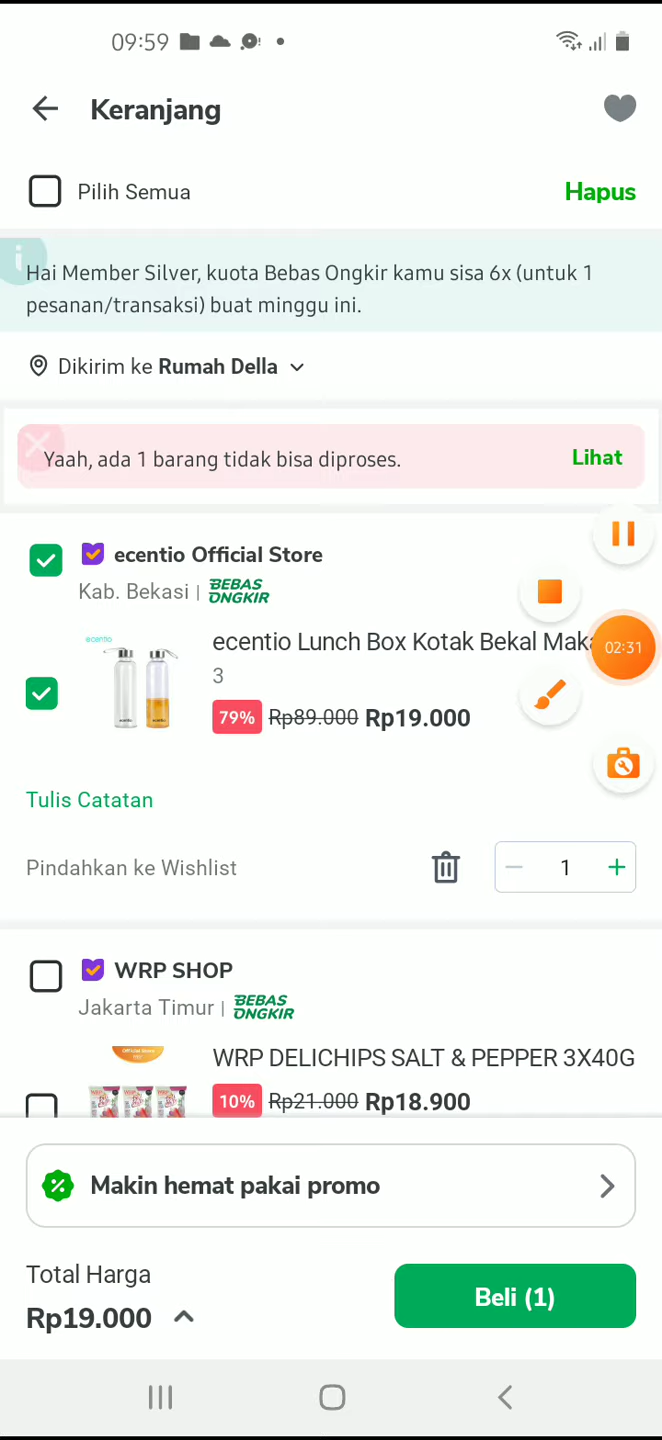 09:59
Keranjang
Pilih Semua
Hapus
Hai Member Silver, kuota Bebas Ongkir kamu sisa 6x (untuk 1
pesanan/transaksi) buat minggu ini.
Dikirim ke Rumah Della
Yaah, ada 1 barang tidak bisa diproses.
Lihat
ecentio Official Store
Kab. Bekasi | BEBAS ONGKIR
ecentio
ecentio Lunch Box Kotak Bekal Mak
3
79% Rp89.000 Rp19.000
02:31
Tulis Catatan
Pindahkan ke Wishlist
1
WRP SHOP
Jakarta Timur | BEBAS ONGKIR
Official Store
WRP DELICHIPS SALT & PEPPER 3X40G
10% Rp21.000 Rp18.900
Makin hemat pakai promo
Total Harga
Rp19.000
Beli (1)